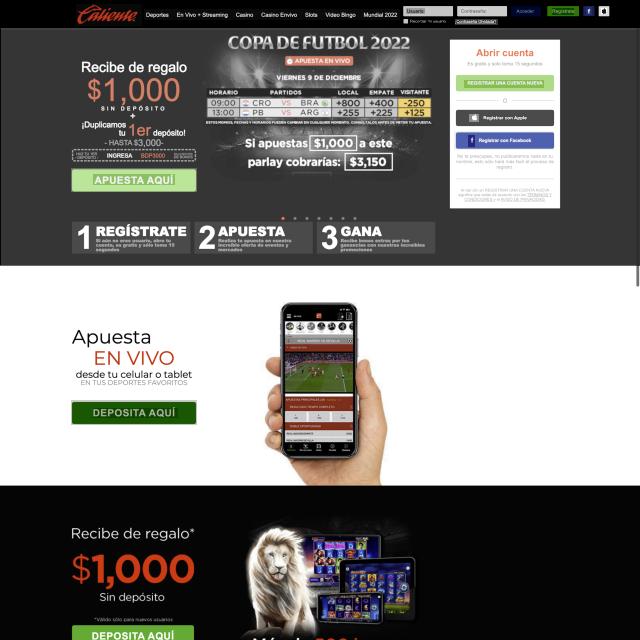 Caliente
Deportes
En Vivo + Streaming
Casino
Casino Envivo
Slots
Video Bingo
Mundial 2022
Usuario
Contraseña
Acceder
Regístrate
Recordar mi usuario
Contraseña Olvidada?
COPA DE FUTBOL 2022
APUESTA EN VIVO
VIERNES 9 DE DICIEMBRE
HORARIO PARTIDOS LOCAL EMPATE VISITANTE
09:00 CRO VS BRA +800 +400 -250
13:00 PB VS ARG +255 +225 +125
Si apuestas $1,000 a este
parlay cobrarías: $3,150
Recibe de regalo
$1,000
SIN DEPÓSITO
+
¡Duplicamos
tu 1er depósito!
- HASTA $3,000-
INGRESA BDP3000
APUESTA AQUÍ
Abrir cuenta
Es gratis y solo toma 15 segundos
REGISTRAR UNA CUENTA NUEVA
O
Registrar con Apple
Registrar con Facebook
1 REGÍSTRATE
Si aún no eres usuario, abre tu
cuenta, es gratis y sólo toma 15
segundos
2 APUESTA
Realiza tu apuesta en nuestra
increíble oferta de eventos y
mercados
3 GANA
Recibe bonos extras por tus
ganancias con nuestras increíbles
promociones
Apuesta
EN VIVO
desde tu celular o tablet
EN TUS DEPORTES FAVORITOS
DEPOSITA AQUÍ
Recibe de regalo*
$1,000
Sin depósito
*Válido sólo para nuevos usuarios
DEPOSITA AQUÍ